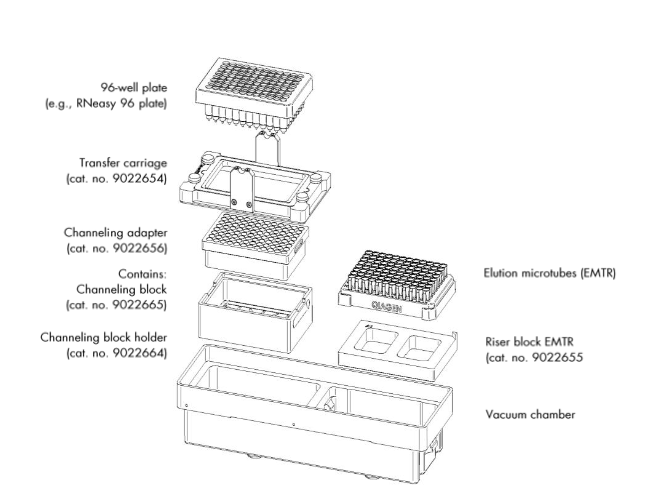 96-well plate
(e.g., RNeasy 96 plate)
Transfer carriage
(cat. no. 9022654)
Channeling adapter
(cat. no. 9022656)
Contains:
Channeling block
(cat. no. 9022665)
Channeling block holder
(cat. no. 9022664)
Elution microtubes (EMTR)
QIAGEN
Riser block EMTR
(cat. no. 9022655
Vacuum chamber